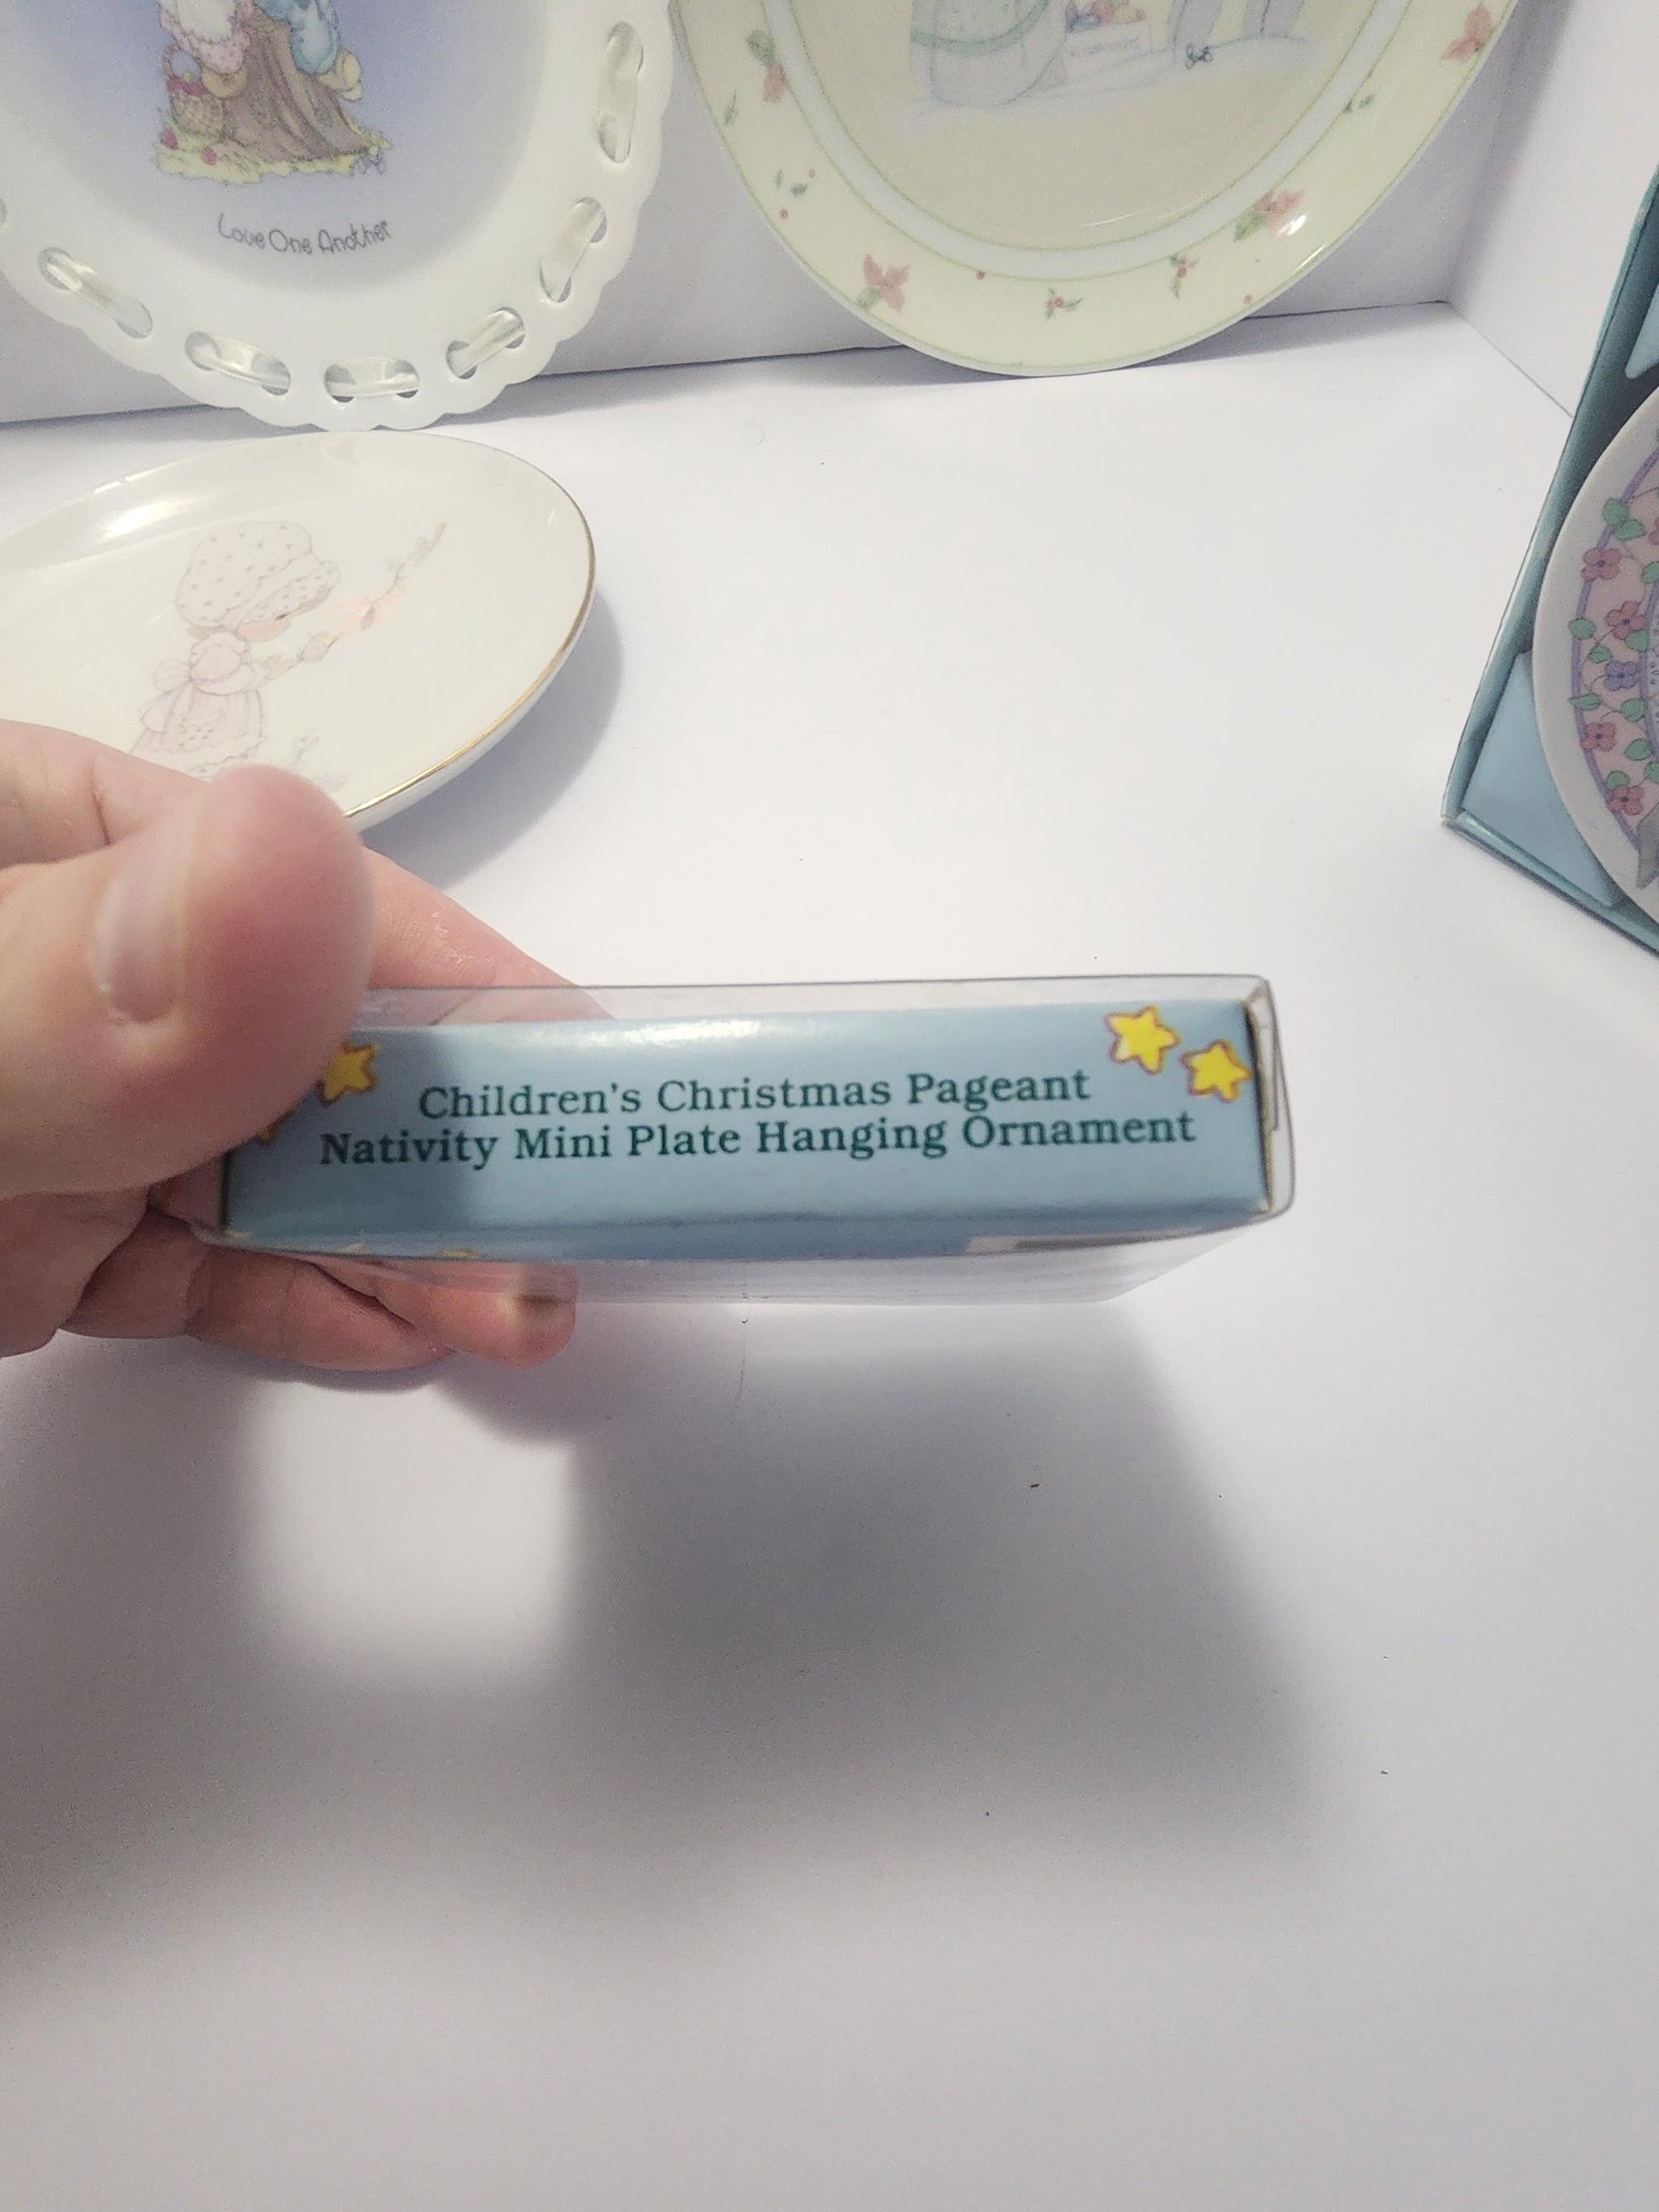 Love One Another
Children's Christmas Pageant
Nativity Mini Plate Hanging Ornament